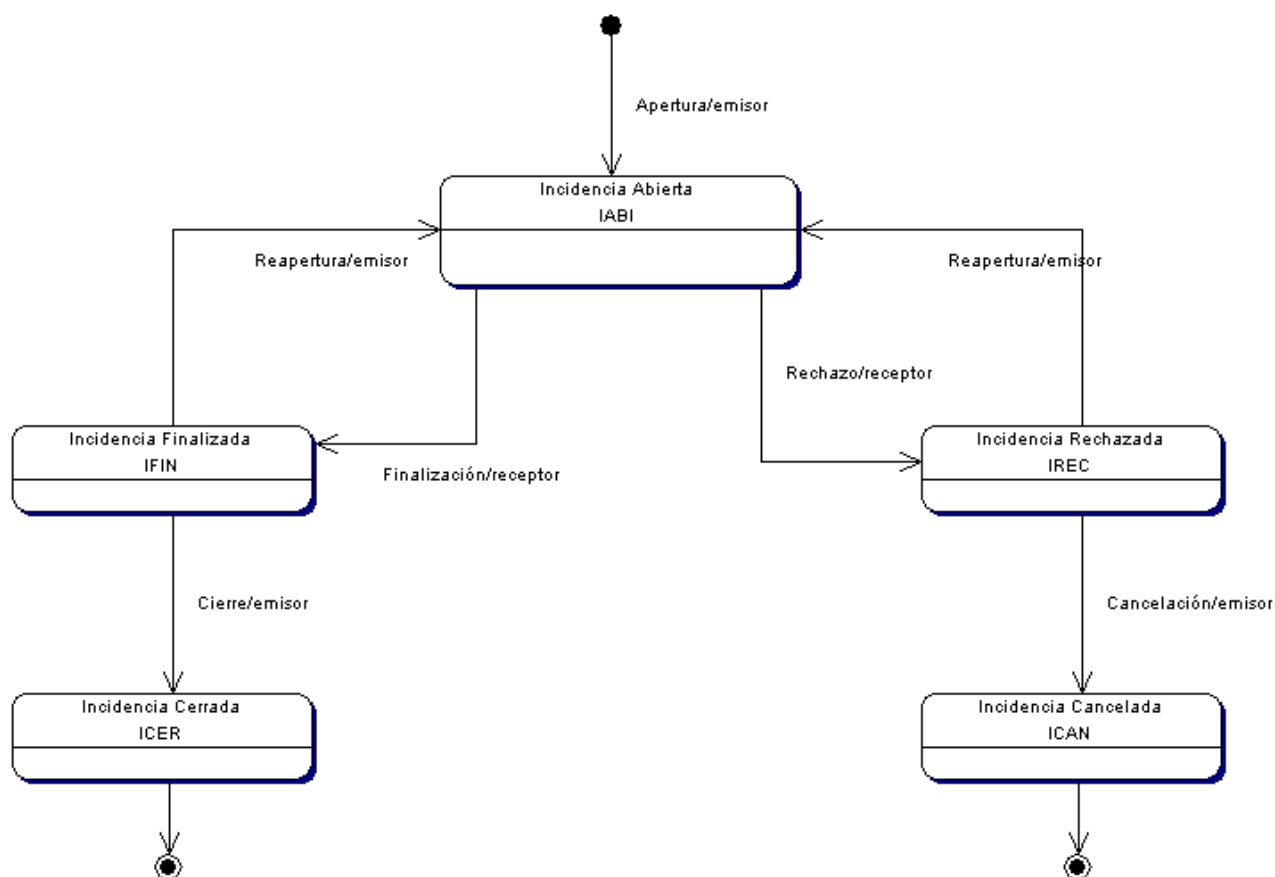 Apertura/emisor
Incidencia Abierta
IABI
Reapertura/emisor
Reapertura/emisor
Rechazo/receptor
Incidencia Finalizada
IFIN
Incidencia Rechazada
IREC
Finalización/receptor
Cierre/emisor
Cancelación/emisor
Incidencia Cerrada
ICER
Incidencia Cancelada
ICAN